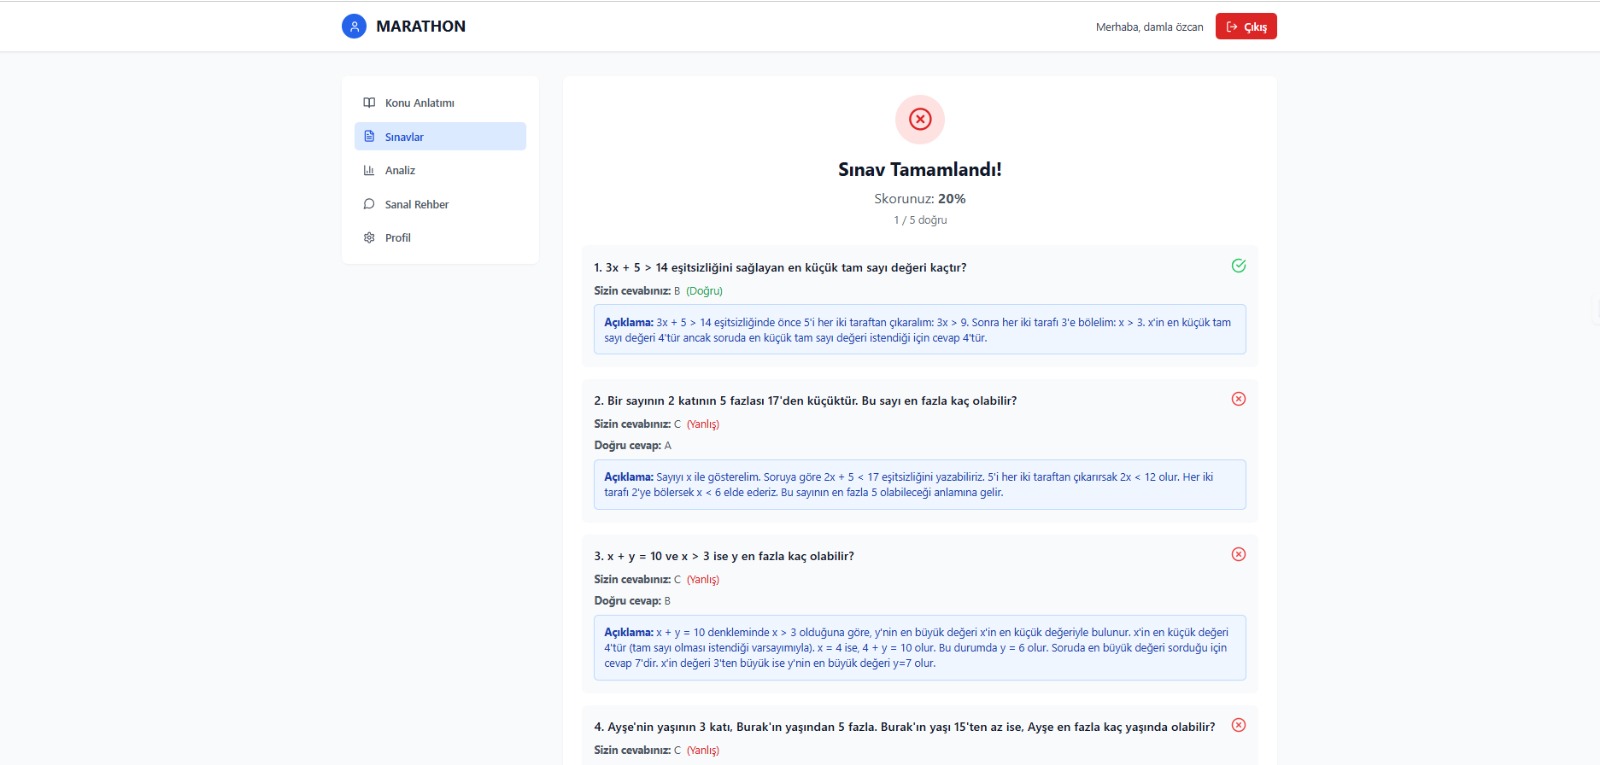 MARATHON
Merhaba, damla özcan
Çıkış
Konu Anlatımı
Sınavlar
Analiz
Sanal Rehber
Profil
Sınav Tamamlandı!
Skorunuz: 20%
1 / 5 doğru
1. 3x + 5 > 14 eşitsizliğini sağlayan en küçük tam sayı değeri kaçtır?
Sizin cevabınız: B (Doğru)
Açıklama: 3x + 5 > 14 eşitsizliğinde önce 5'i her iki taraftan çıkaralım: 3x > 9. Sonra her iki tarafı 3'e bölelim: x > 3. x'in en küçük tam
sayı değeri 4'tür ancak soruda en küçük tam sayı değeri istendiği için cevap 4'tür.
2. Bir sayının 2 katının 5 fazlası 17'den küçüktür. Bu sayı en fazla kaç olabilir?
Sizin cevabınız: C (Yanlış)
Doğru cevap: A
Açıklama: Sayıyı x ile gösterelim. Soruya göre 2x + 5 < 17 eşitsizliğini yazabiliriz. 5'i her iki taraftan çıkarırsak 2x < 12 olur. Her iki
tarafı 2'ye bölersek x < 6 elde ederiz. Bu sayının en fazla 5 olabileceği anlamına gelir.
3. x + y = 10 ve x > 3 ise y en fazla kaç olabilir?
Sizin cevabınız: C (Yanlış)
Doğru cevap: B
Açıklama: x + y = 10 denkleminde x > 3 olduğuna göre, y'nin en büyük değeri x'in en küçük değeriyle bulunur. x'in en küçük değeri
4'tür (tam sayı olması istendiği varsayımıyla). x = 4 ise, 4 + y = 10 olur. Bu durumda y = 6 olur. Soruda en büyük değeri sorduğu için
cevap 7'dir. x'in değeri 3'ten büyük ise y'nin en büyük değeri y=7 olur.
4. Ayşe'nin yaşının 3 katı, Burak'ın yaşından 5 fazla. Burak'ın yaşı 15'ten az ise, Ayşe en fazla kaç yaşında olabilir?
Sizin cevabınız: C (Yanlış)